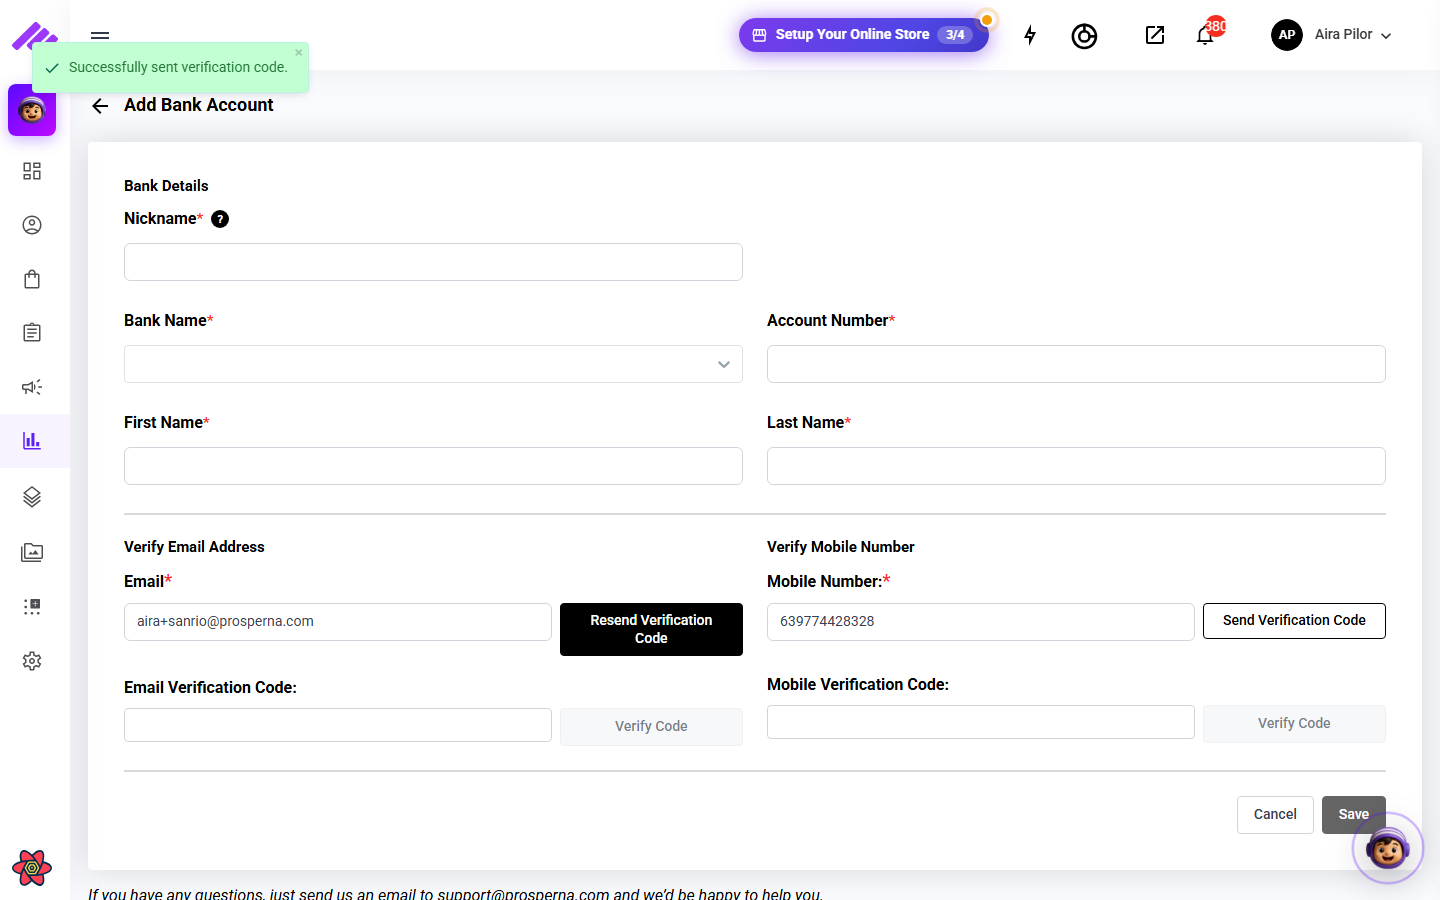 Setup Your Online Store 3/4
380
AP Aira Pilor
Successfully sent verification code.
Add Bank Account
Bank Details
Nickname* ?
Bank Name* Account Number*
First Name* Last Name*
Verify Email Address Verify Mobile Number
Email* Mobile Number:*
aira+sanrio@prosperna.com Resend Verification Code 639774428328 Send Verification Code
Email Verification Code: Mobile Verification Code:
Verify Code Verify Code
Cancel Save
If you have any questions, just send us an email to support@prosperna.com and we'd be happy to help you.